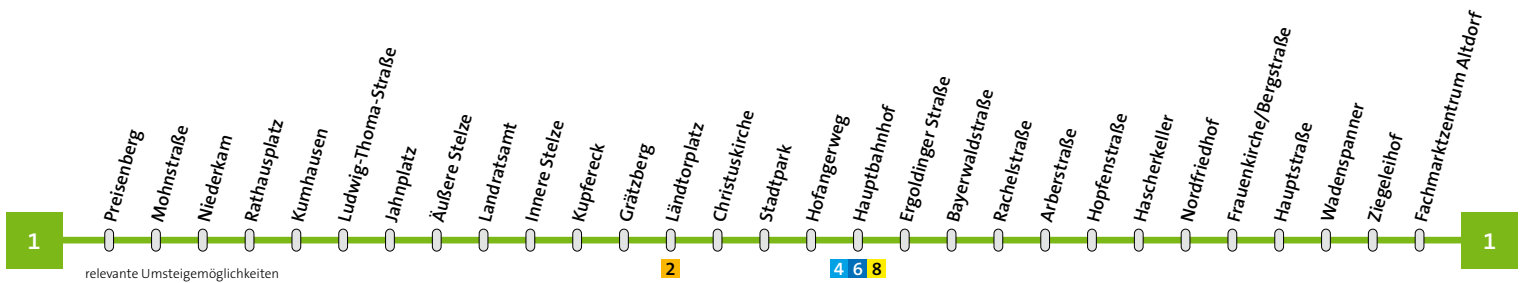 Preisenberg
Mohnstraße
Niederkam
Rathausplatz
Kumhausen
Ludwig-Thoma-Straße
Jahnplatz
Äußere Stelze
Landratsamt
Innere Stelze
Kupfereck
Grätzberg
Ländtorplatz
Christuskirche
Stadtpark
Hofangerweg
Hauptbahnhof
Ergoldinger Straße
Bayerwaldstraße
Rachelstraße
Arberstraße
Hopfenstraße
Hascherkeller
Nordfriedhof
Frauenkirche/Bergstraße
Hauptstraße
Wadenspanner
Ziegeleihof
Fachmarktzentrum Altdorf
1
1
relevante Umsteigemöglichkeiten
2
4 6 8